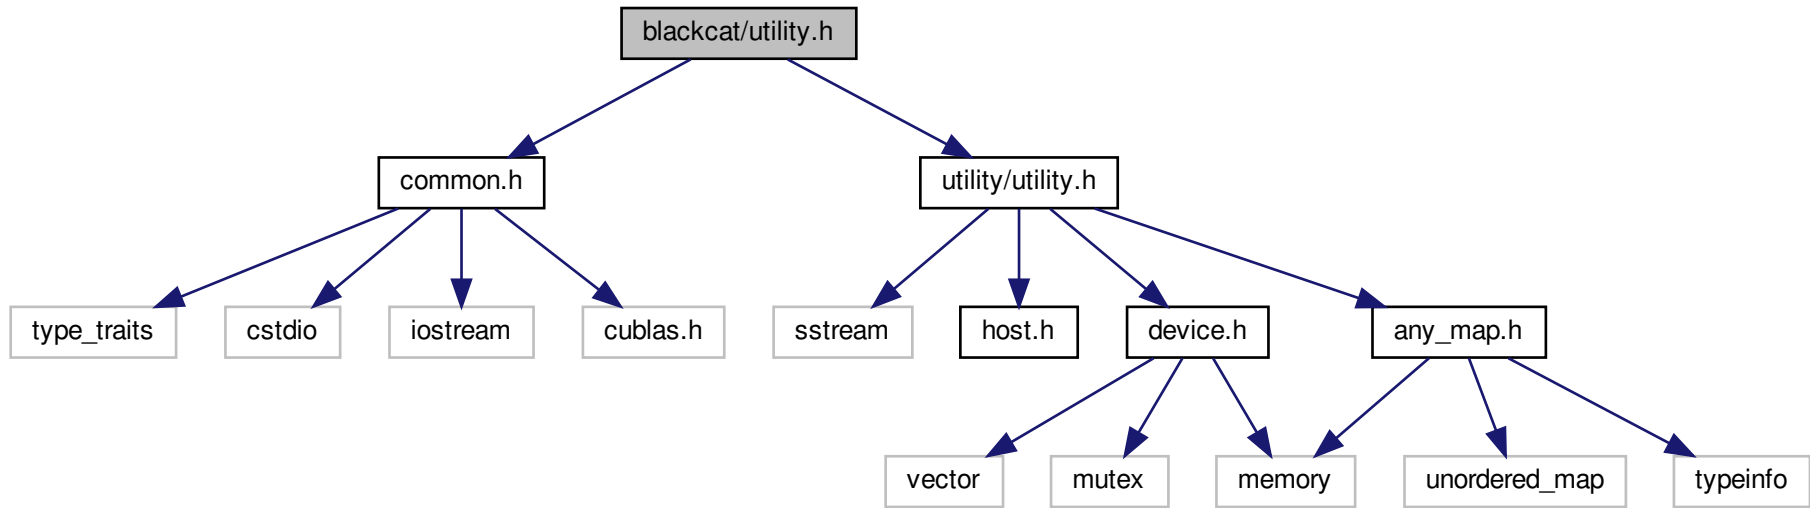 blackcat/utility.h
common.h
utility/utility.h
type_traits
cstdio
iostream
cublas.h
sstream
host.h
device.h
any_map.h
vector
mutex
memory
unordered_map
typeinfo